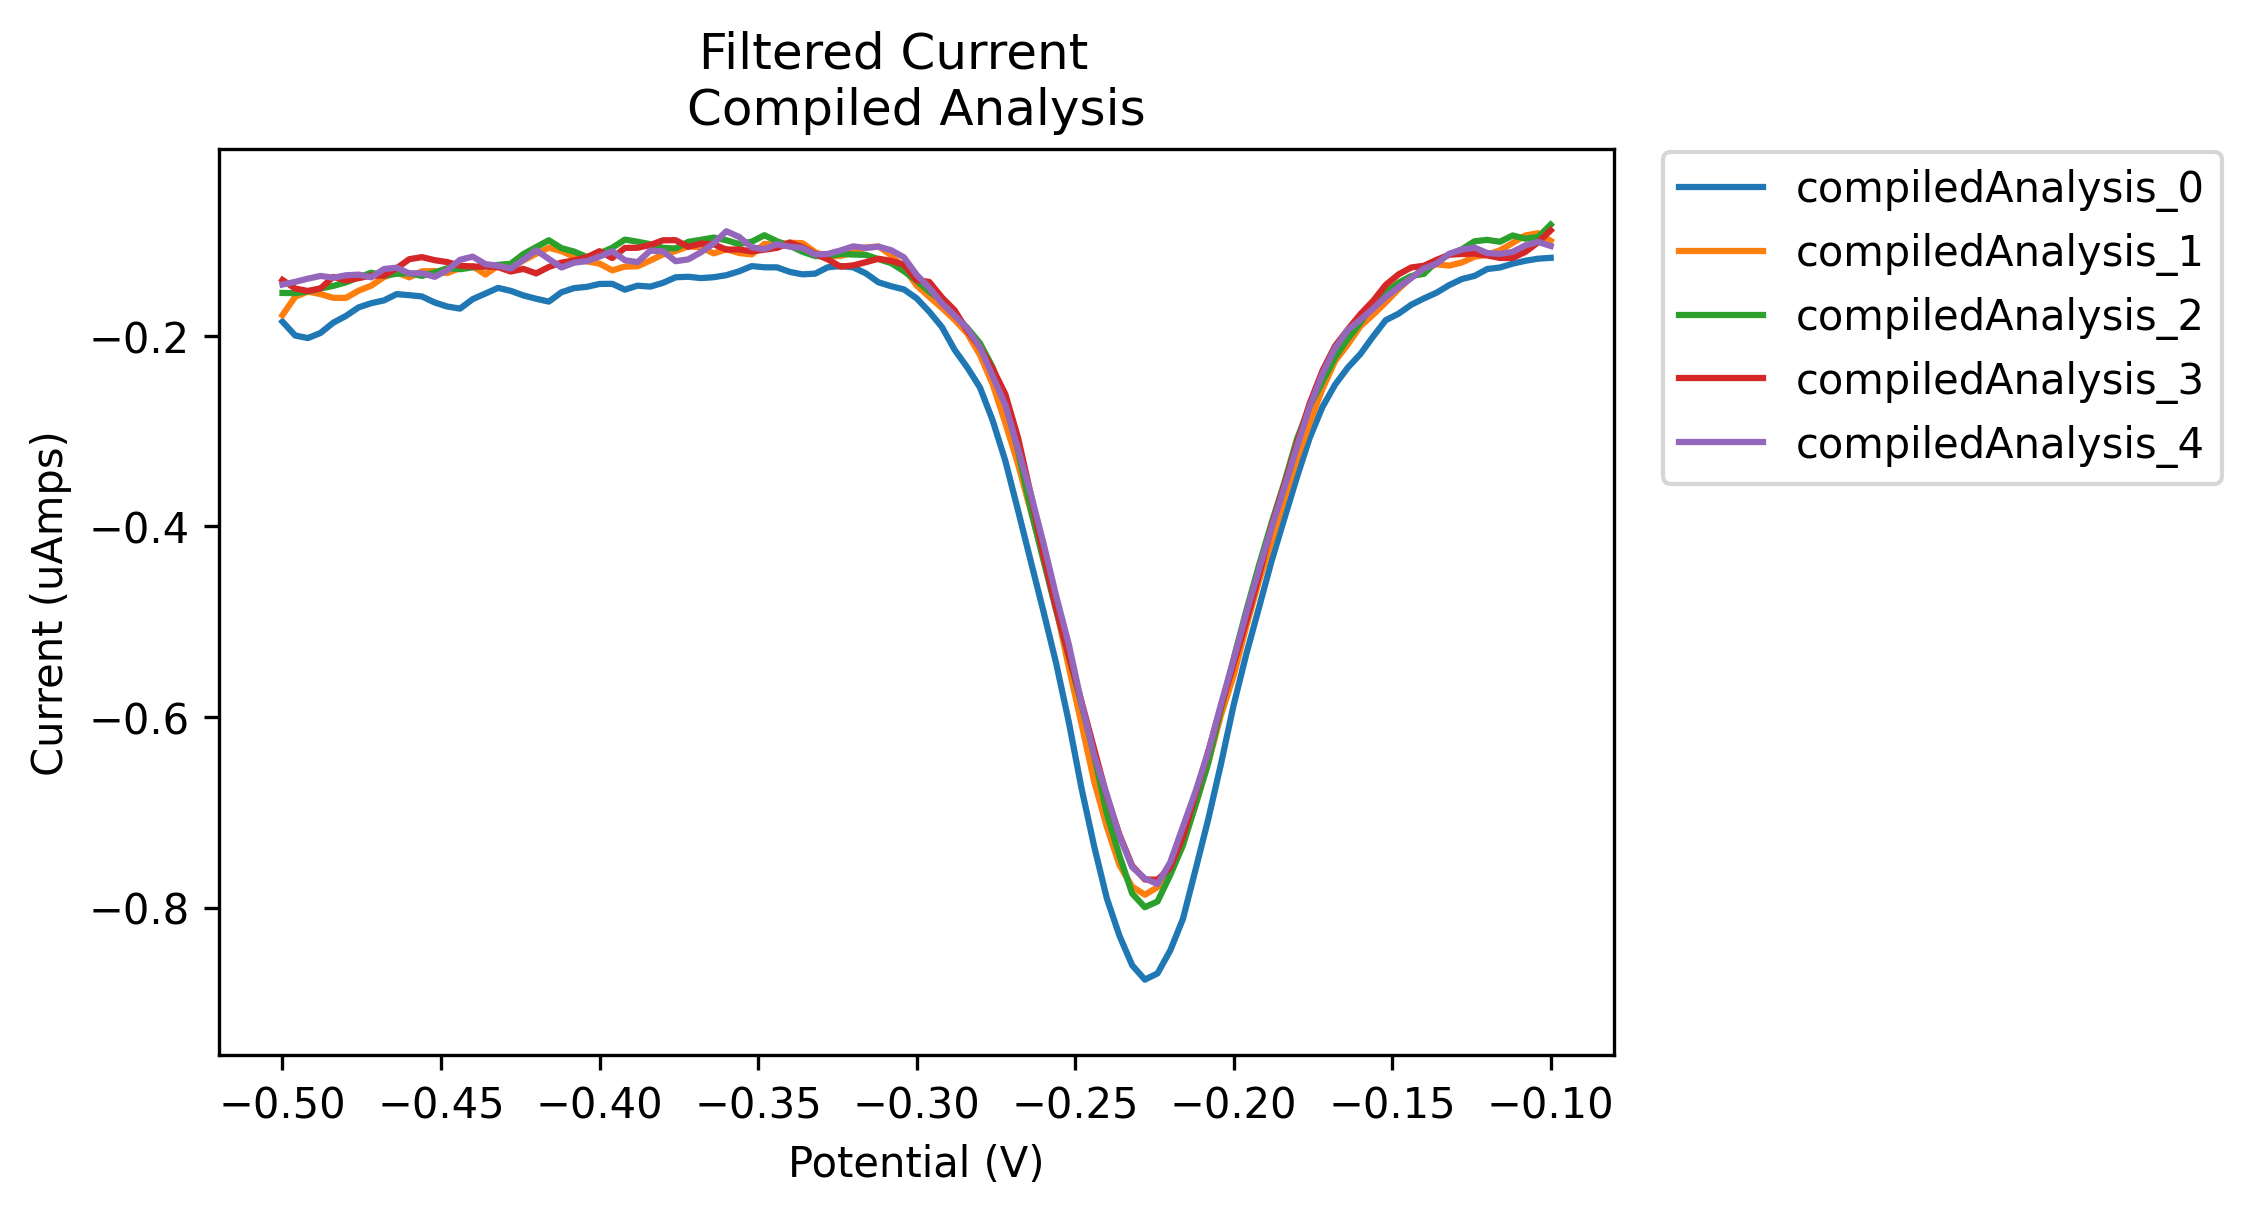 Filtered Current
Compiled Analysis
compiledAnalysis_0
compiledAnalysis_1
compiledAnalysis_2
compiledAnalysis_3
compiledAnalysis_4
Current (uAmps)
−0.2
−0.4
−0.6
−0.8
−0.50 −0.45 −0.40 −0.35 −0.30 −0.25 −0.20 −0.15 −0.10
Potential (V)